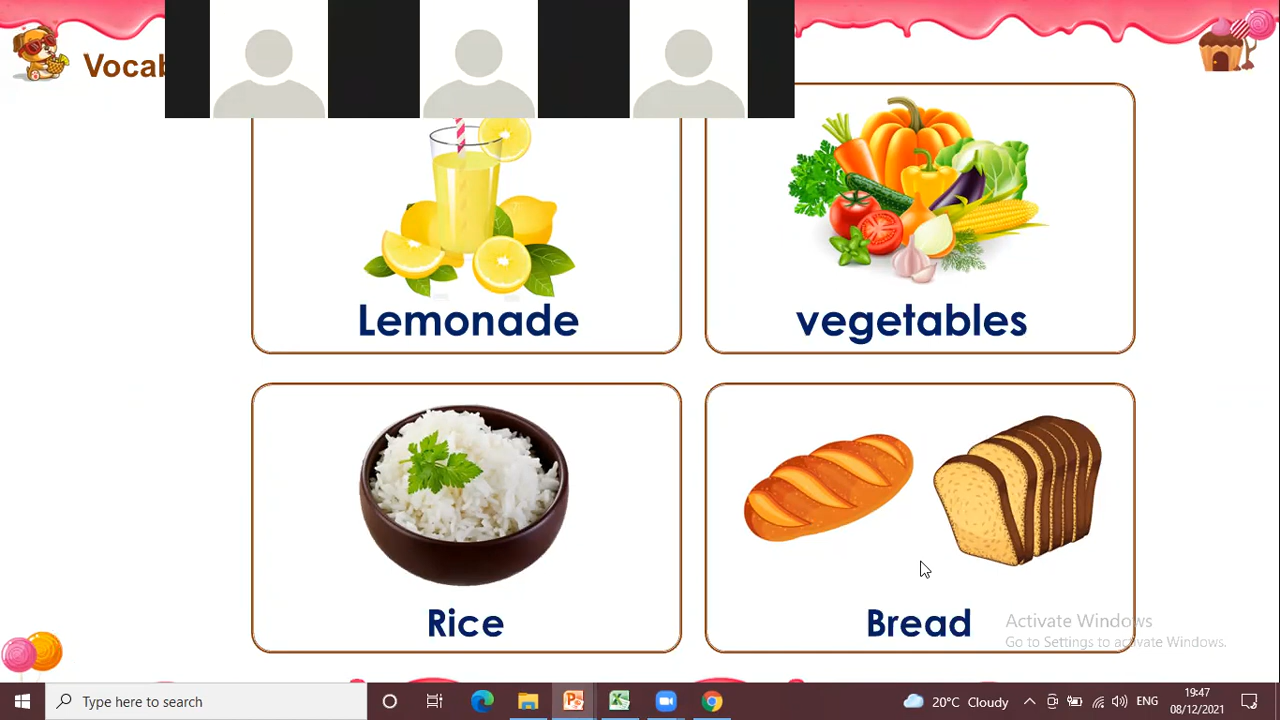 Vocab
Lemonade
vegetables
Rice
Bread
Activate Windows
Go to Settings to activate Windows.
Type here to search
20°C Cloudy
ENG
19:47
08/12/2021